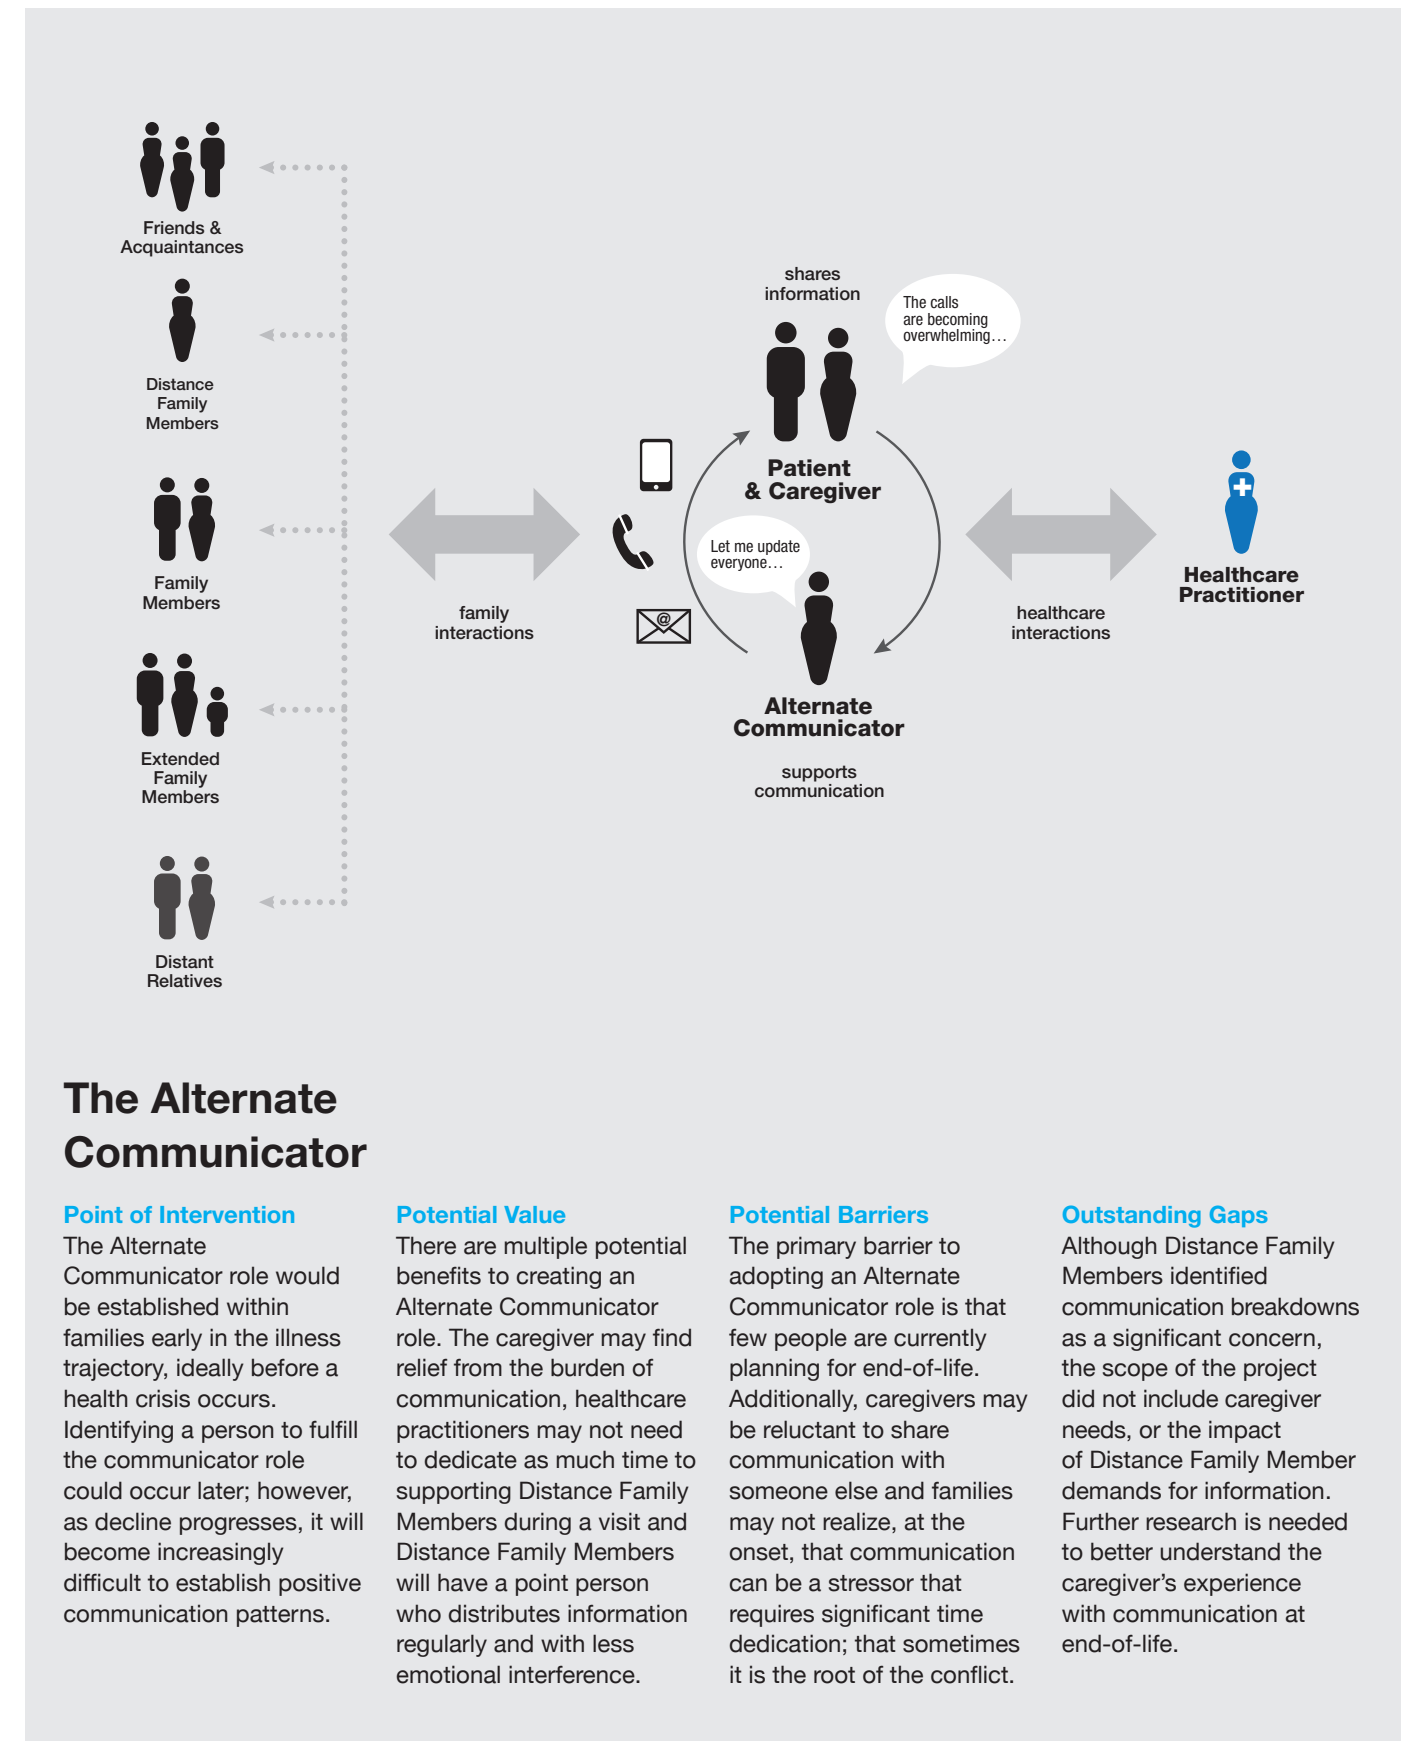 Friends &
Acquaintances
Distance
Family
Members
Family
Members
Extended
Family
Members
Distant
Relatives
family
interactions
shares
information
The calls
are becoming
overwhelming…
Patient
& Caregiver
@
Let me update
everyone…
Alternate
Communicator
supports
communication
healthcare
interactions
Healthcare
Practitioner
The Alternate
Communicator
Point of Intervention
The Alternate
Communicator role would
be established within
families early in the illness
trajectory, ideally before a
health crisis occurs.
Identifying a person to fulfill
the communicator role
could occur later; however,
as decline progresses, it will
become increasingly
difficult to establish positive
communication patterns.
Potential Value
There are multiple potential
benefits to creating an
Alternate Communicator
role. The caregiver may find
relief from the burden of
communication, healthcare
practitioners may not need
to dedicate as much time to
supporting Distance Family
Members during a visit and
Distance Family Members
will have a point person
who distributes information
regularly and with less
emotional interference.
Potential Barriers
The primary barrier to
adopting an Alternate
Communicator role is that
few people are currently
planning for end-of-life.
Additionally, caregivers may
be reluctant to share
communication with
someone else and families
may not realize, at the
onset, that communication
can be a stressor that
requires significant time
dedication; that sometimes
it is the root of the conflict.
Outstanding Gaps
Although Distance Family
Members identified
communication breakdowns
as a significant concern,
the scope of the project
did not include caregiver
needs, or the impact
of Distance Family Member
demands for information.
Further research is needed
to better understand the
caregiver’s experience
with communication at
end-of-life.